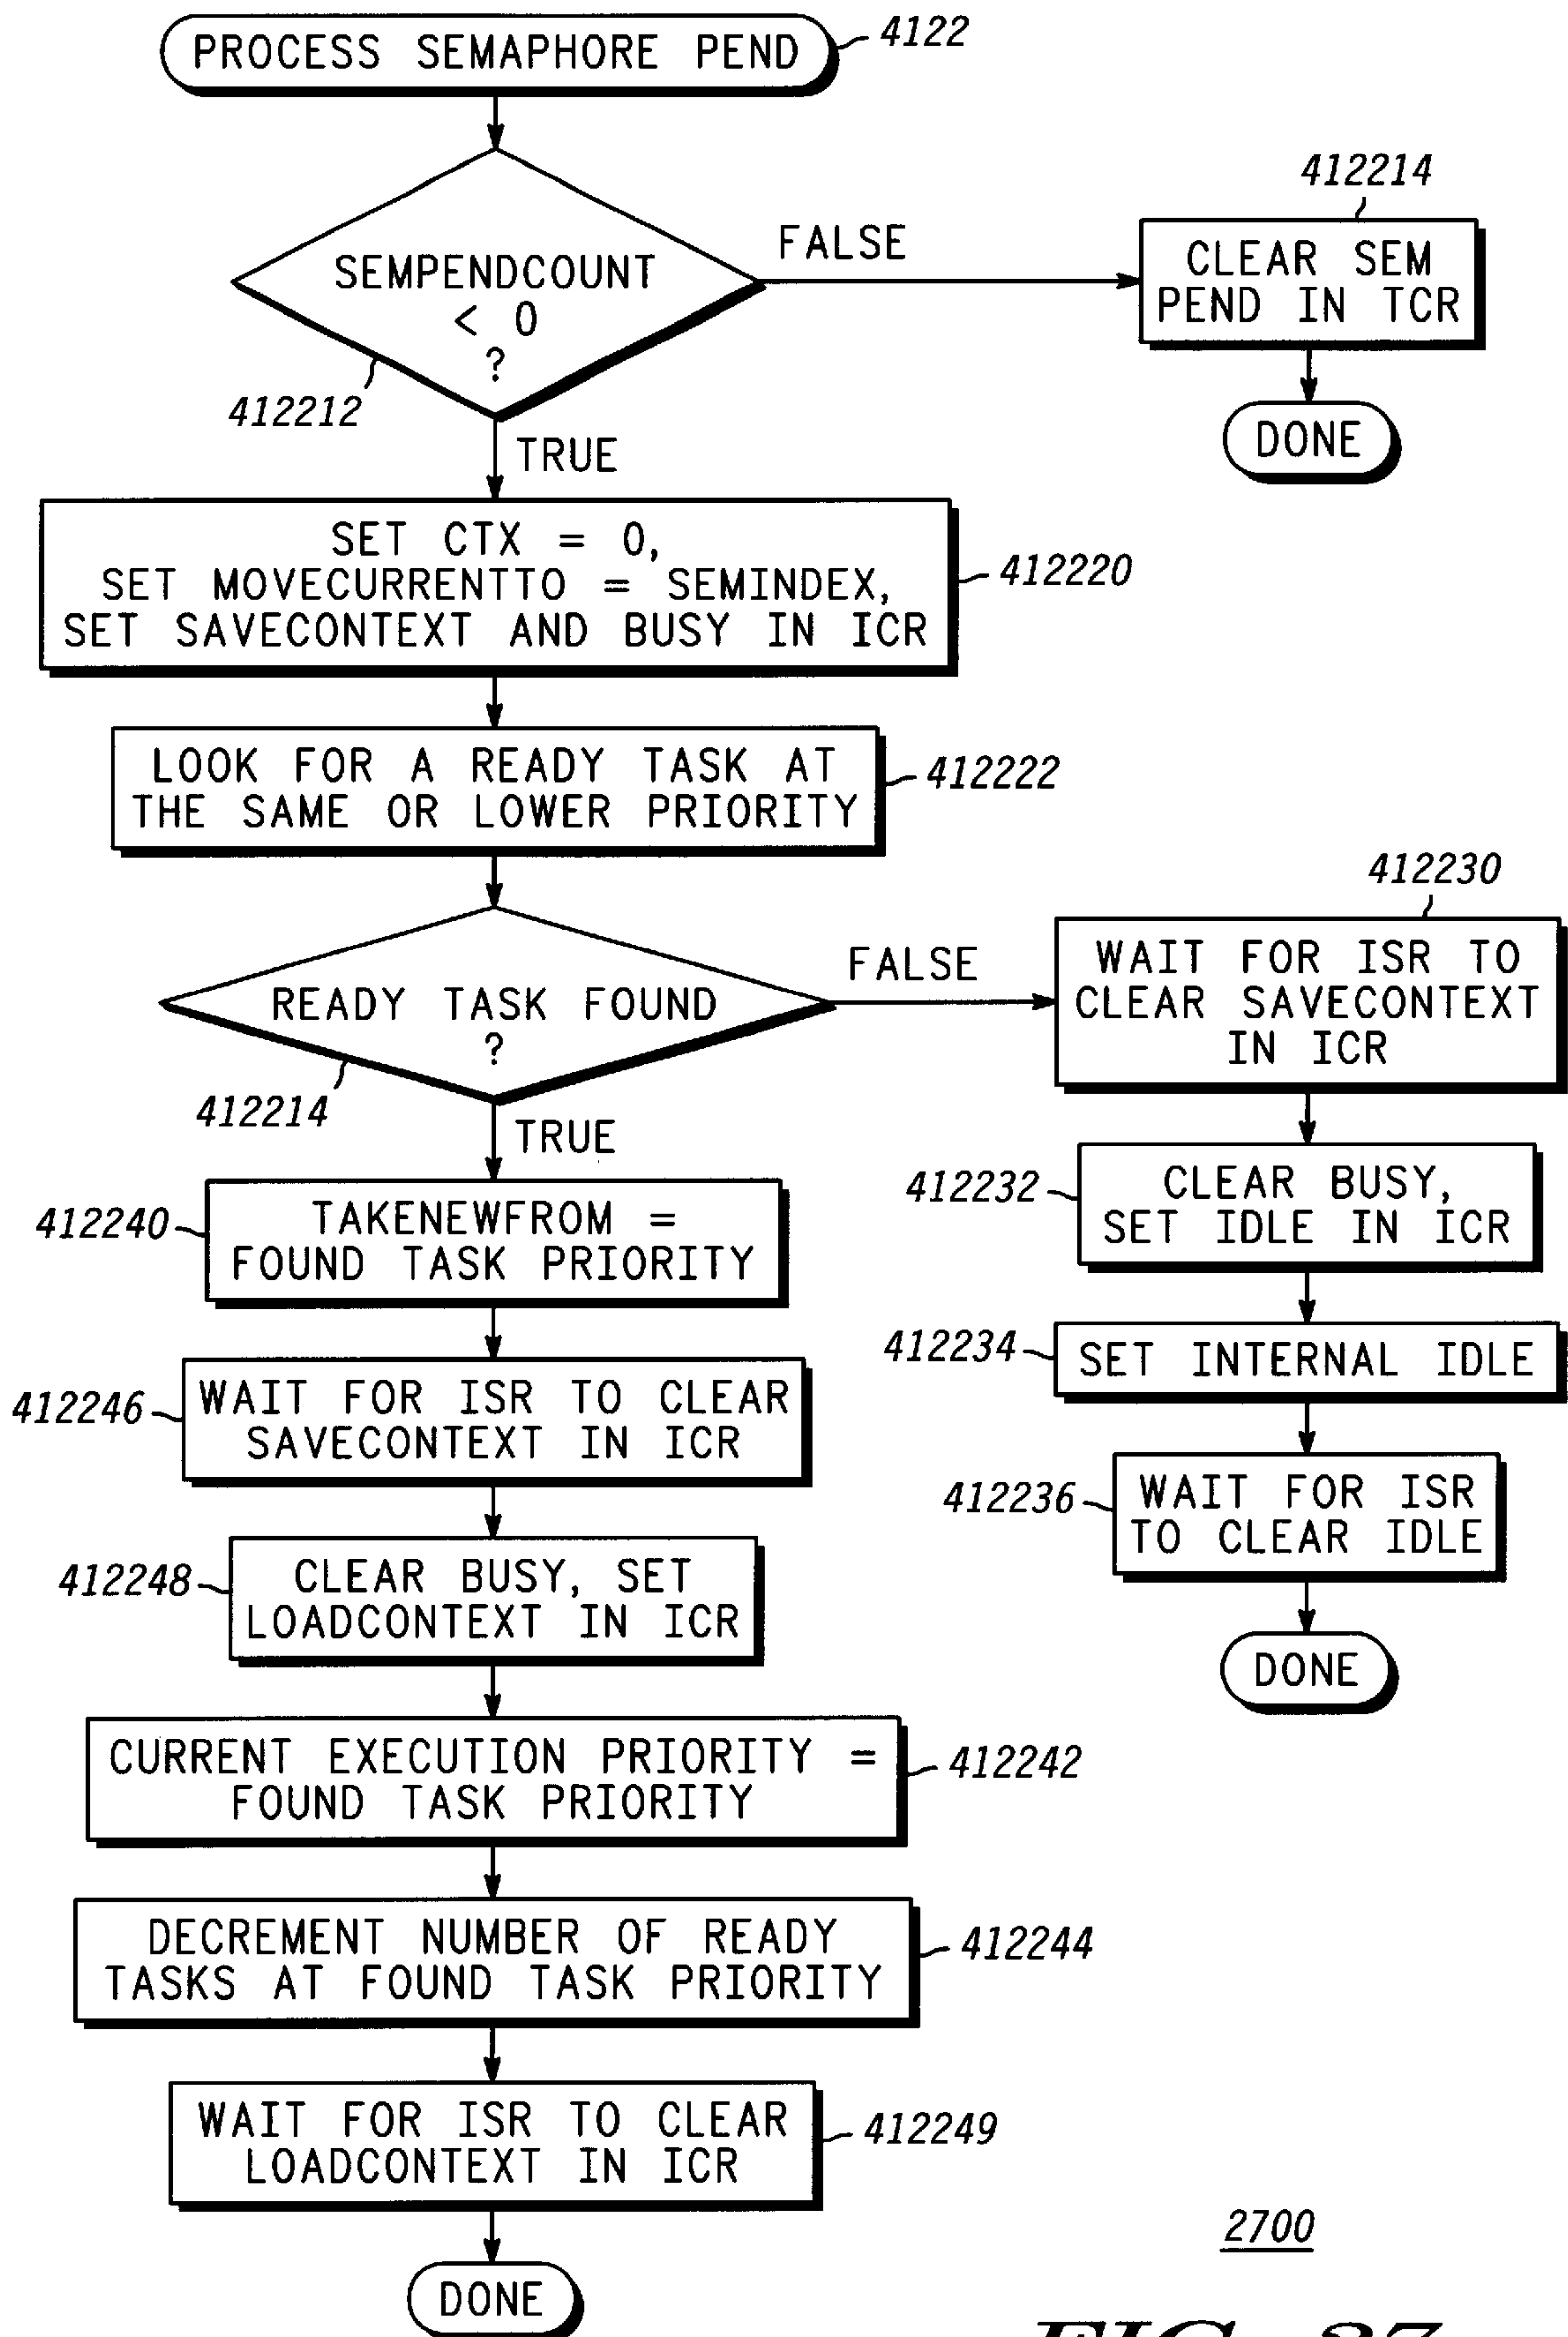 PROCESS SEMAPHORE PEND
4122
SEMPENDCOUNT
< 0
?
412212
FALSE
412214
CLEAR SEM
PEND IN TCR
DONE
TRUE
SET CTX = 0,
SET MOVECURRENTTO = SEMINDEX,
SET SAVECONTEXT AND BUSY IN ICR
412220
LOOK FOR A READY TASK AT
THE SAME OR LOWER PRIORITY
412222
READY TASK FOUND
?
412214
FALSE
412230
WAIT FOR ISR TO
CLEAR SAVECONTEXT
IN ICR
412232
CLEAR BUSY,
SET IDLE IN ICR
412234
SET INTERNAL IDLE
412236
WAIT FOR ISR
TO CLEAR IDLE
DONE
TRUE
412240
TAKENEWFROM =
FOUND TASK PRIORITY
412246
WAIT FOR ISR TO CLEAR
SAVECONTEXT IN ICR
412248
CLEAR BUSY, SET
LOADCONTEXT IN ICR
CURRENT EXECUTION PRIORITY =
FOUND TASK PRIORITY
412242
DECREMENT NUMBER OF READY
TASKS AT FOUND TASK PRIORITY
412244
WAIT FOR ISR TO CLEAR
LOADCONTEXT IN ICR
412249
DONE
2700